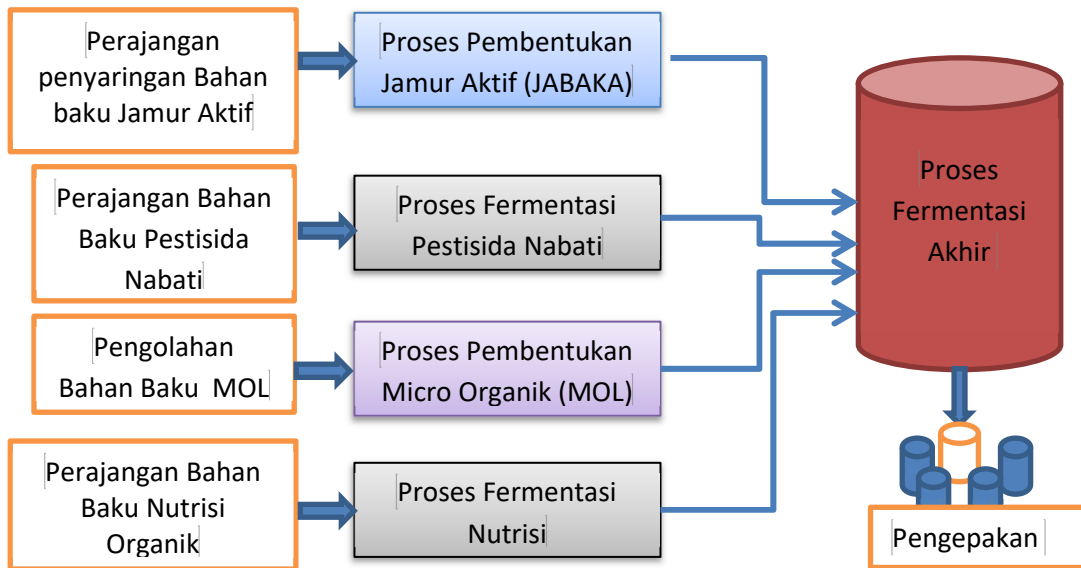 Perajangan
penyaringan Bahan
baku Jamur Aktif
Proses Pembentukan
Jamur Aktif (JABAKA)
Perajangan Bahan
Baku Pestisida
Nabati
Proses Fermentasi
Pestisida Nabati
Pengolahan
Bahan Baku MOL
Proses Pembentukan
Micro Organik (MOL)
Perajangan Bahan
Baku Nutrisi
Organik
Proses Fermentasi
Nutrisi
Proses
Fermentasi
Akhir
Pengepakan